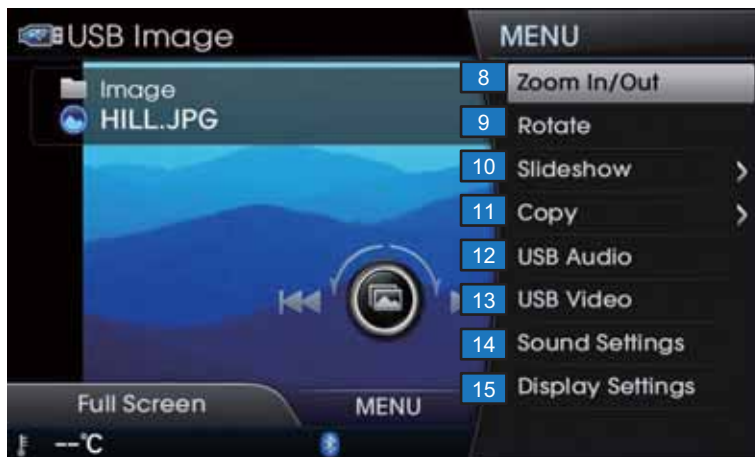 USB Image
Image
HILL.JPG
Full Screen
MENU
--°C
MENU
8 Zoom In/Out
9 Rotate
10 Slideshow
11 Copy
12 USB Audio
13 USB Video
14 Sound Settings
15 Display Settings